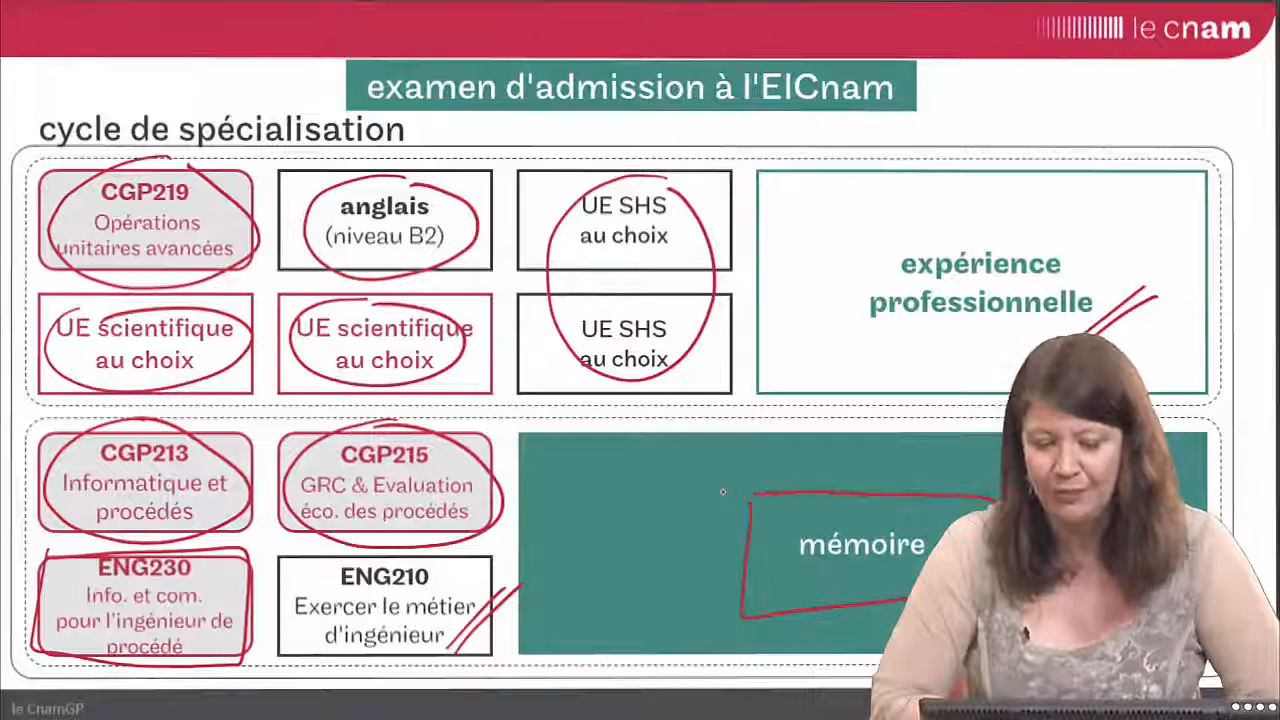 le cnam
examen d'admission à l'EICnam
cycle de spécialisation
CGP219
Opérations
unitaires avancées
anglais
(niveau B2)
UE SHS
au choix
expérience
professionnelle
UE scientifique
au choix
UE scientifique
au choix
UE SHS
au choix
CGP213
Informatique et
procédés
CGP215
GRC & Evaluation
éco. des procédés
mémoire
ENG230
Info. et com.
pour l'ingénieur de
procédé
ENG210
Exercer le métier
d'ingénieur
le CnamGP